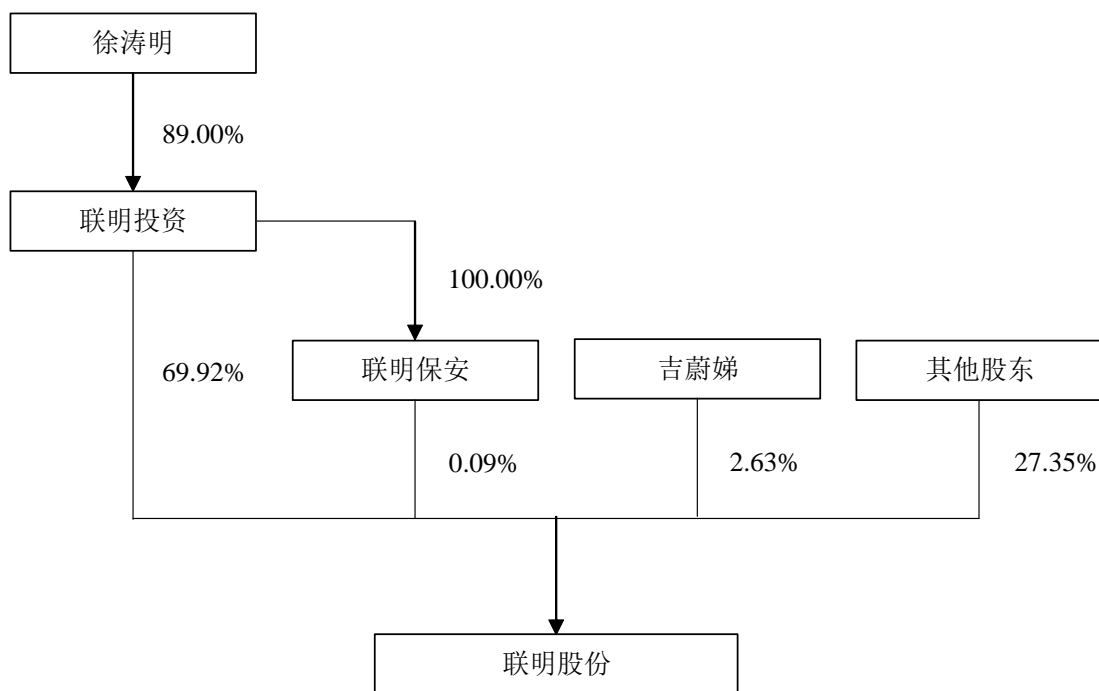 徐涛明
89.00%
联明投资
100.00%
69.92%
联明保安
吉蔚娣
其他股东
0.09%
2.63%
27.35%
联明股份